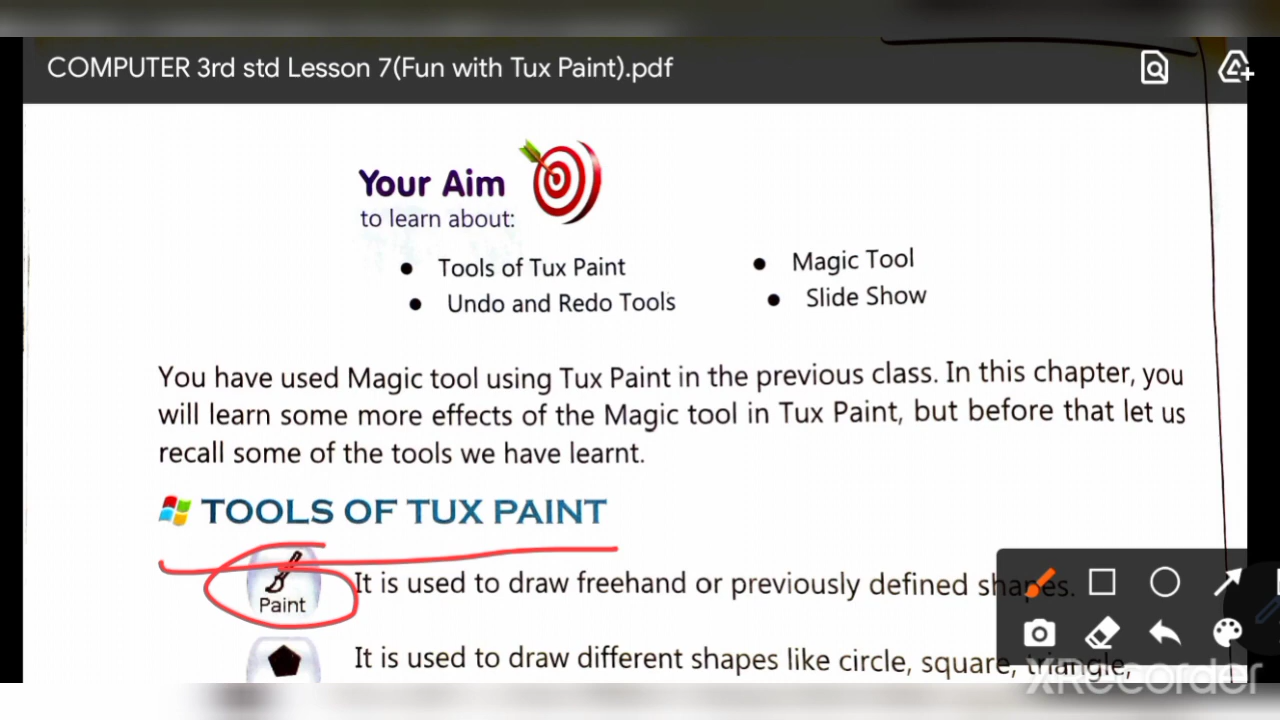 COMPUTER 3rd std Lesson 7(Fun with Tux Paint).pdf
Your Aim
to learn about:
• Tools of Tux Paint
• Magic Tool
• Undo and Redo Tools
• Slide Show
You have used Magic tool using Tux Paint in the previous class. In this chapter, you
will learn some more effects of the Magic tool in Tux Paint, but before that let us
recall some of the tools we have learnt.
TOOLS OF TUX PAINT
Paint
It is used to draw freehand or previously defined shapes.
It is used to draw different shapes like circle, square, triangle,
XRecorder